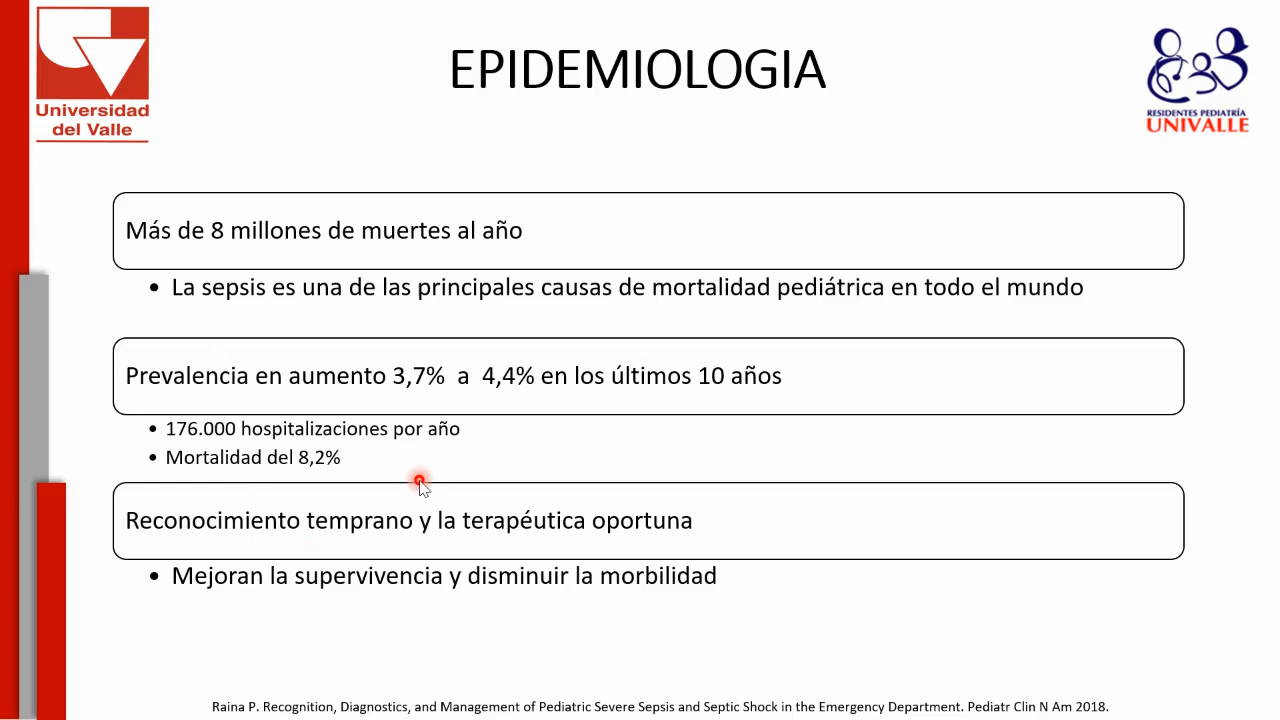 Universidad
del Valle
EPIDEMIOLOGIA
RESIDENTES PEDIATRÍA
UNIVALLE
Más de 8 millones de muertes al año
• La sepsis es una de las principales causas de mortalidad pediátrica en todo el mundo
Prevalencia en aumento 3,7% a 4,4% en los últimos 10 años
• 176.000 hospitalizaciones por año
• Mortalidad del 8,2%
Reconocimiento temprano y la terapéutica oportuna
• Mejoran la supervivencia y disminuir la morbilidad
Raina P. Recognition, Diagnostics, and Management of Pediatric Severe Sepsis and Septic Shock in the Emergency Department. Pediatr Clin N Am 2018.